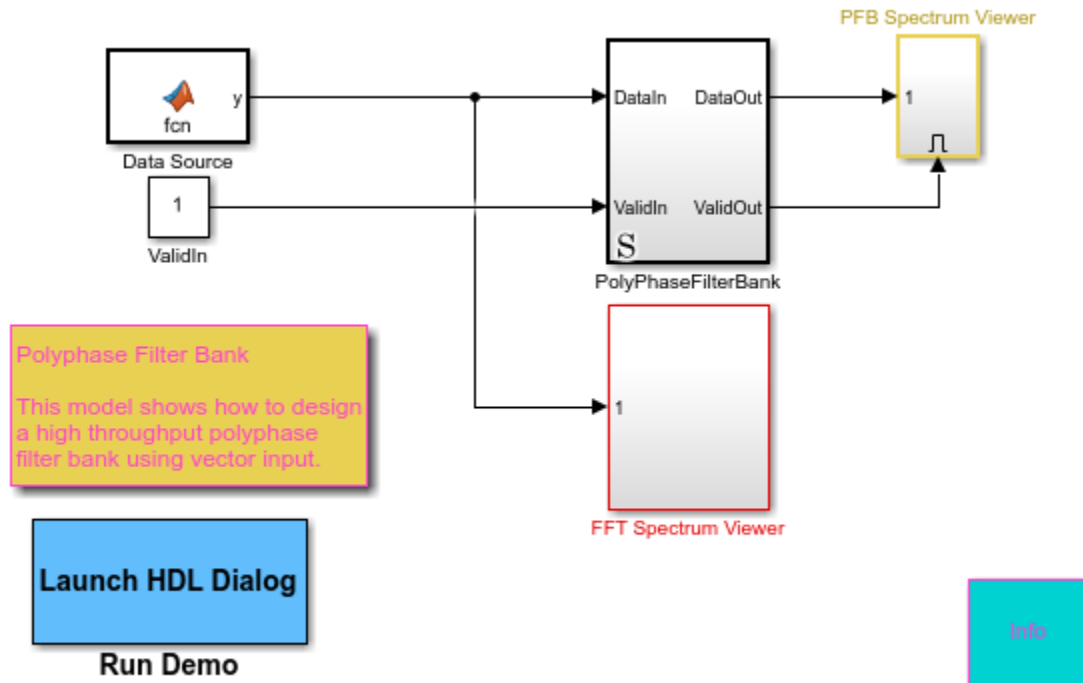 PFB Spectrum Viewer
y
fcn
Data Source
DataIn
DataOut
1
1
ValidIn
ValidIn
ValidOut
S
PolyPhaseFilterBank
Polyphase Filter Bank
This model shows how to design
a high throughput polyphase
filter bank using vector input.
1
FFT Spectrum Viewer
Launch HDL Dialog
Run Demo
Info